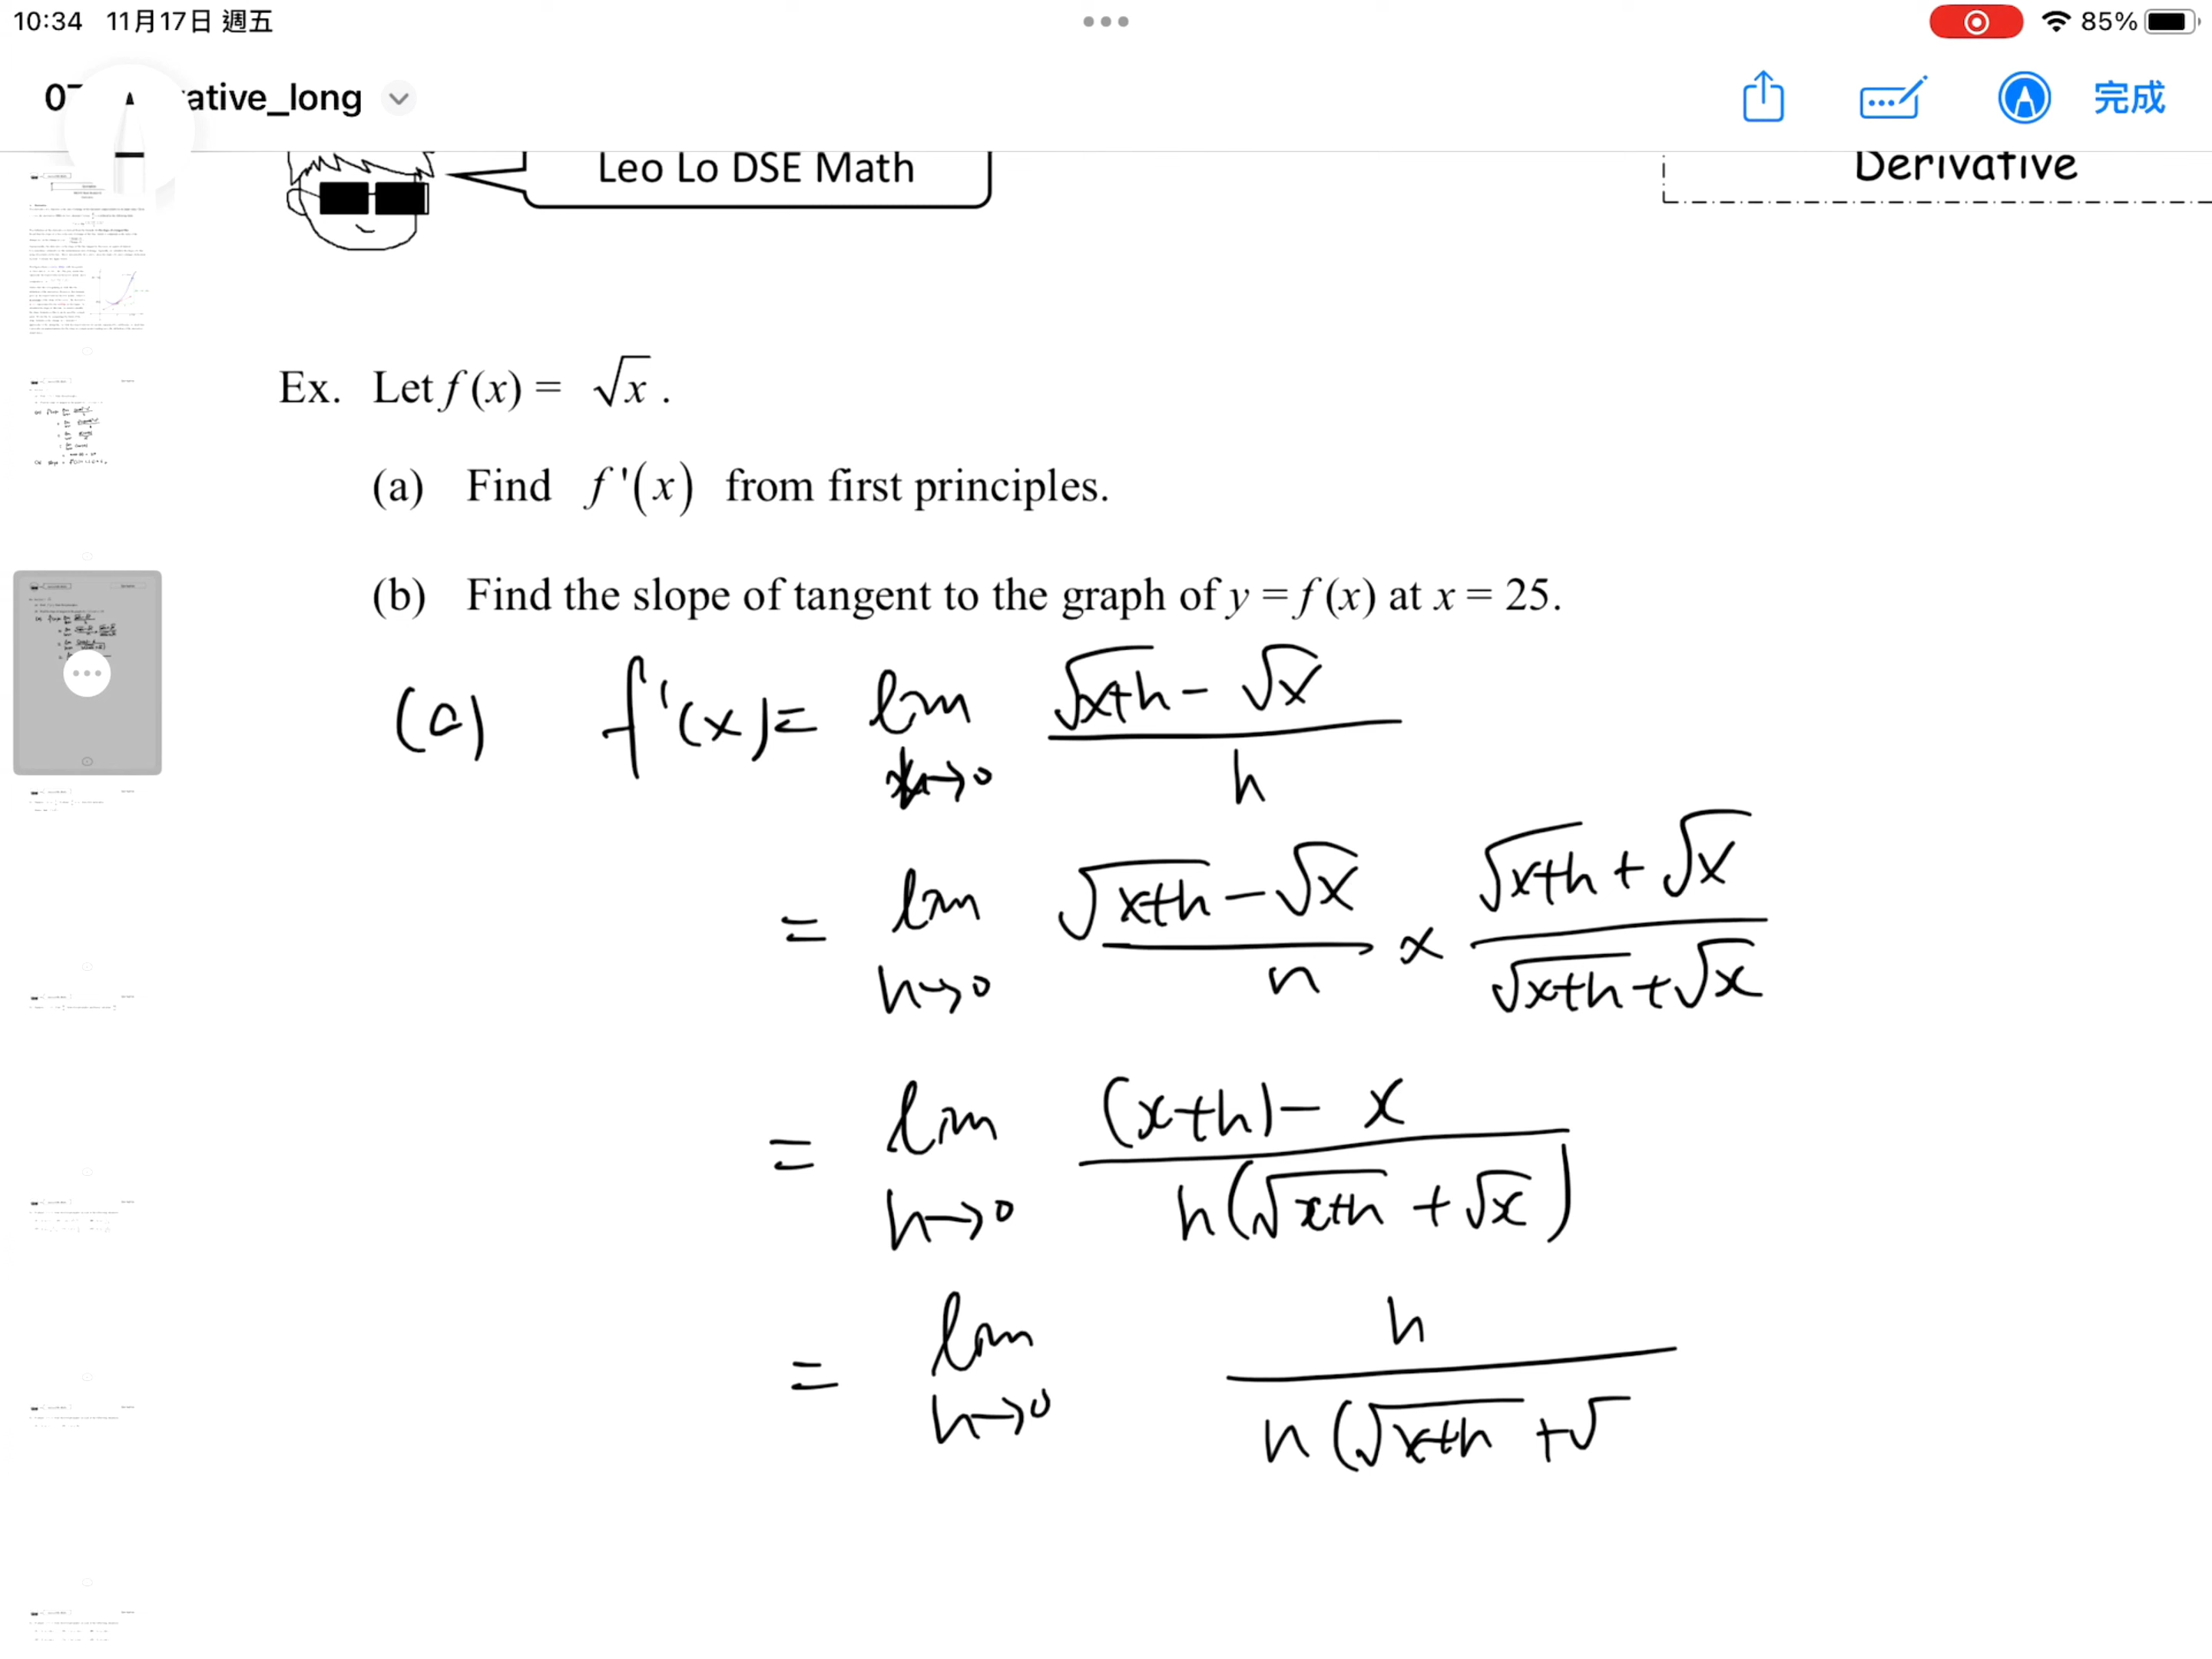 10:34 11月17日 週五
85%
0
ative_long
完成
Leo Lo DSE Math
Derivative
Ex. Let f(x) = √x .
(a) Find f'(x) from first principles.
(b) Find the slope of tangent to the graph of y = f(x) at x = 25.
(a) f'(x) = lim h→0 (√(x+h) - √x) / h
= lim h→0 (√(x+h) - √x) / h × (√(x+h) + √x) / (√(x+h) + √x)
= lim h→0 ((x+h) - x) / (h(√(x+h) + √x))
= lim h→0 h / (h(√(x+h) + √